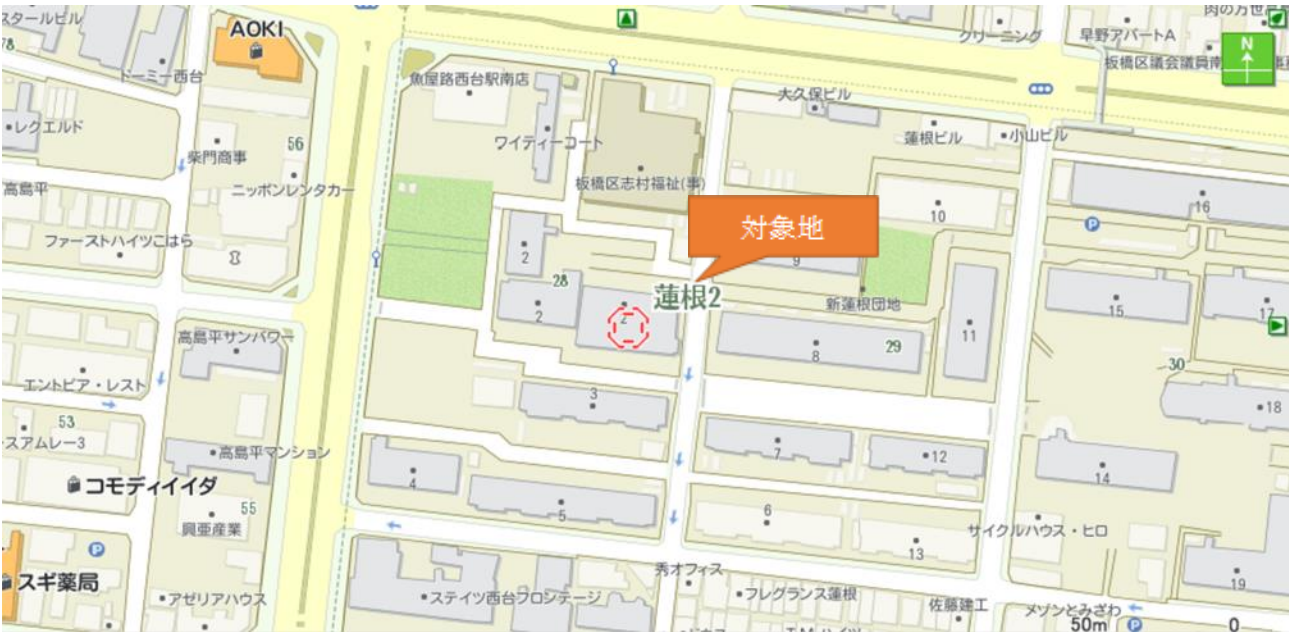 スタールビル
AOKI
肉の万世
クリーニング
早野アパートA
N
78
ドーミー西台
魚屋路西台駅南店
板橋区議会議員南
大久保ビル
レクエルド
56
ワイティーコート
蓮根ビル
小山ビル
柴門商事
高島平
ニッポンレンタカー
板橋区志村福祉(事)
16
10
P
対象地
ファーストハイツこはら
2
9
28
蓮根2
新蓮根団地
2
2
15
17
11
高島平サンパワー
8
29
エントピア・レスト
30
3
18
53
スアムレー3
高島平マンション
7
12
4
14
コモディイイダ
55
5
6
興亜産業
サイクルハウス・ヒロ
13
P
秀オフィス
スギ薬局
19
アゼリアハウス
ステイツ西台フロンテージ
フレグランス蓮根
佐藤建工
メゾンとみざわ
50m
P
0